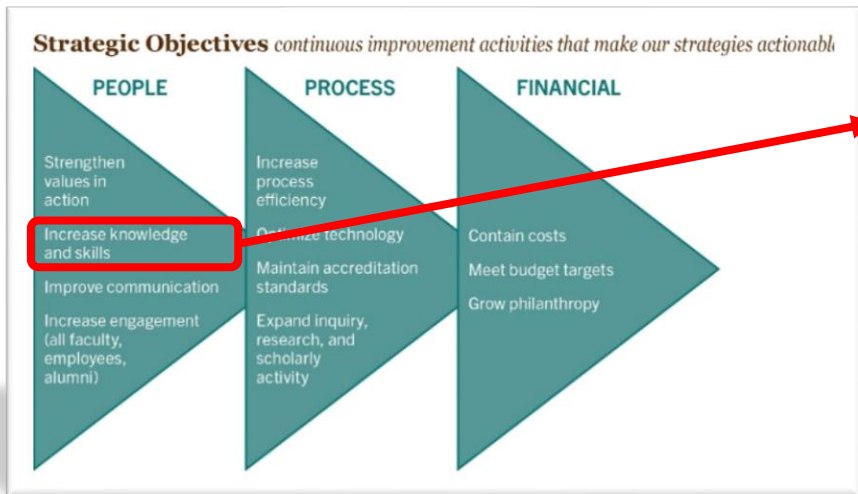 Strategic Objectives continuous improvement activities that make our strategies actionabl
PEOPLE
Strengthen
values in
action
Increase knowledge
and skills
Improve communication
Increase engagement
(all faculty,
employees,
alumni)
PROCESS
Increase
process
efficiency
Optimize technology
Maintain accreditation
standards
Expand inquiry,
research, and
scholarly
activity
FINANCIAL
Contain costs
Meet budget targets
Grow philanthropy